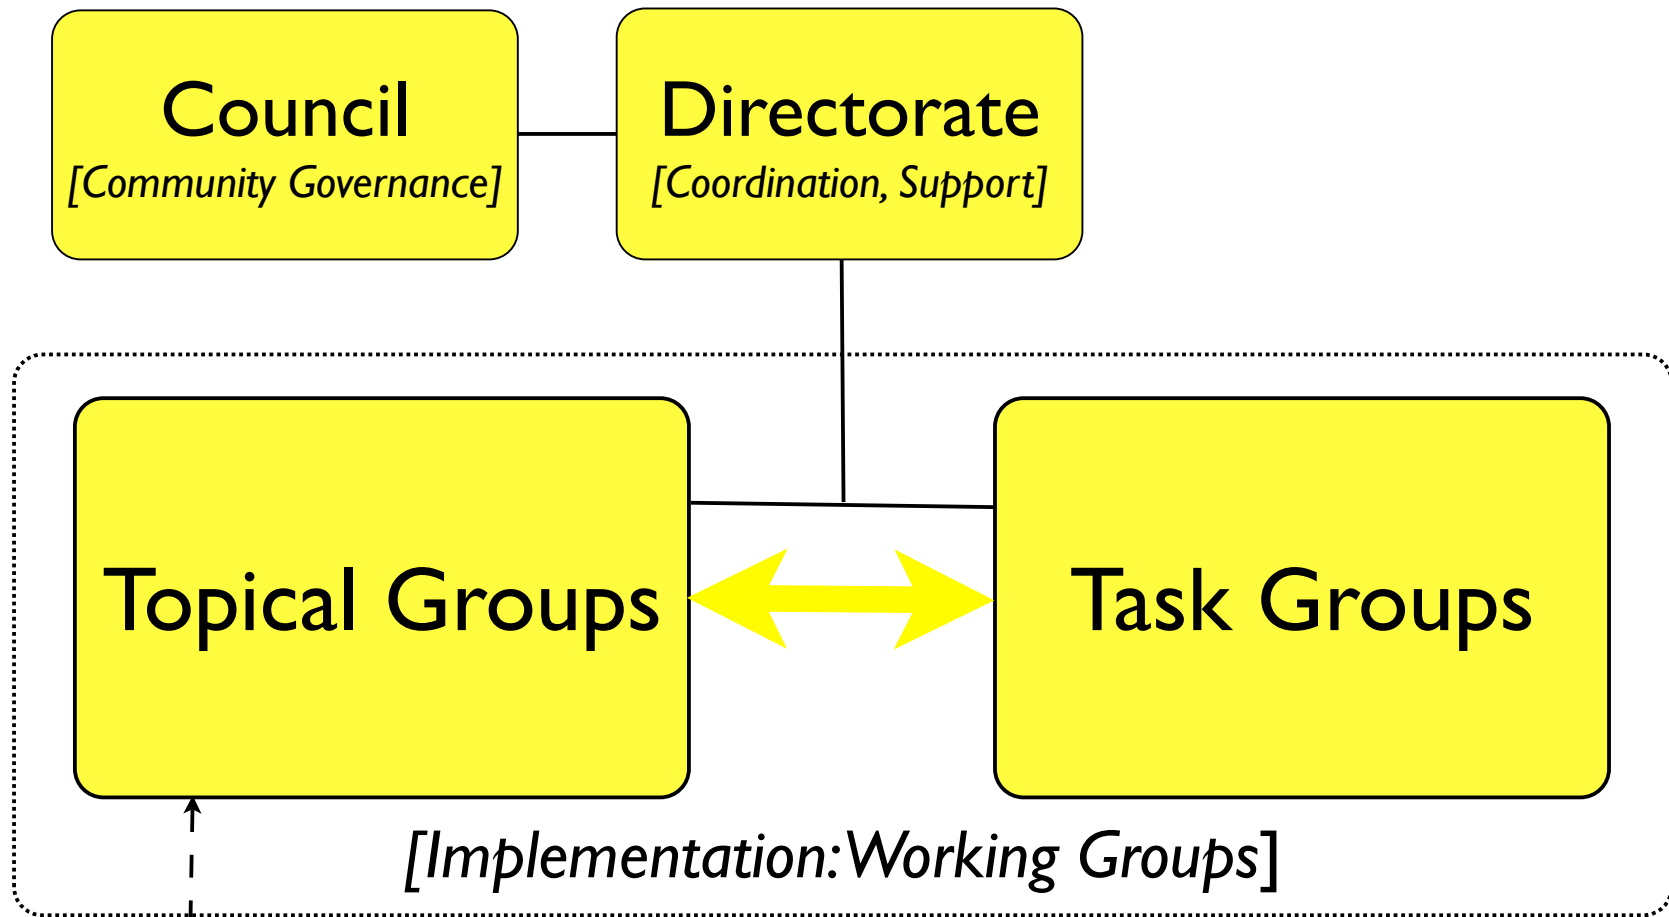 Council
[Community Governance]
Directorate
[Coordination, Support]
Topical Groups
Task Groups
[Implementation: Working Groups]